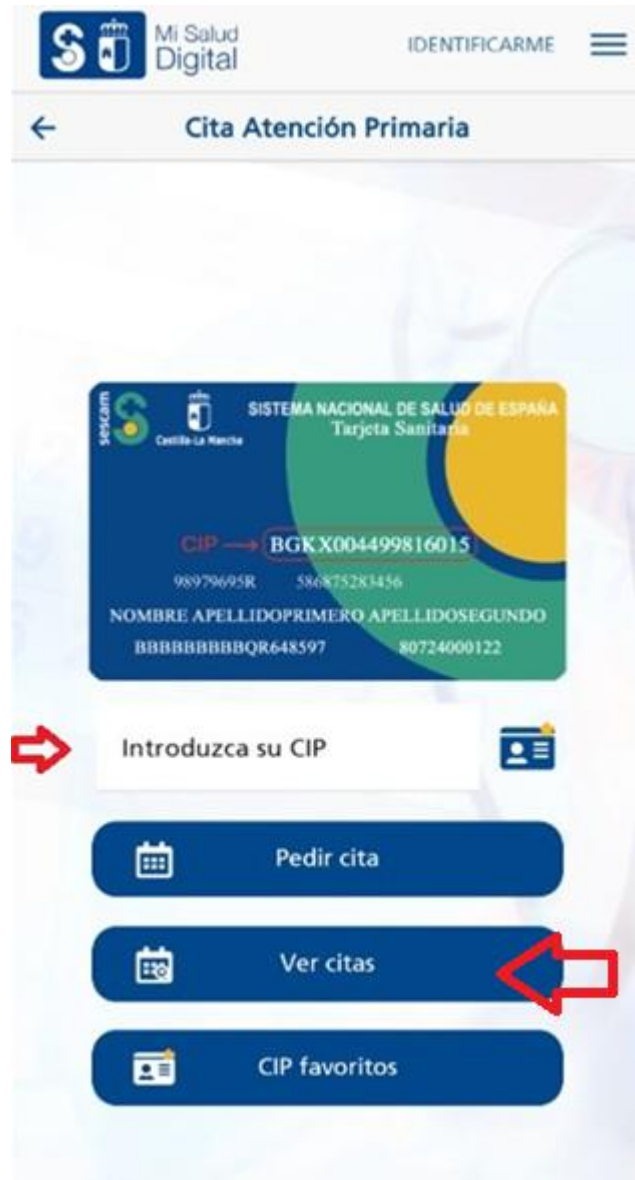 Mi Salud
Digital
IDENTIFICARME
Cita Atención Primaria
sescam
Castilla-La Mancha
SISTEMA NACIONAL DE SALUD DE ESPAÑA
Tarjeta Sanitaria
CIP BGKX004499816015
98979695R 586875283456
NOMBRE APELLIDOPRIMERO APELLIDOSEGUNDO
BBBBBBBBBQR648597 80724000122
Introduzca su CIP
Pedir cita
Ver citas
CIP favoritos